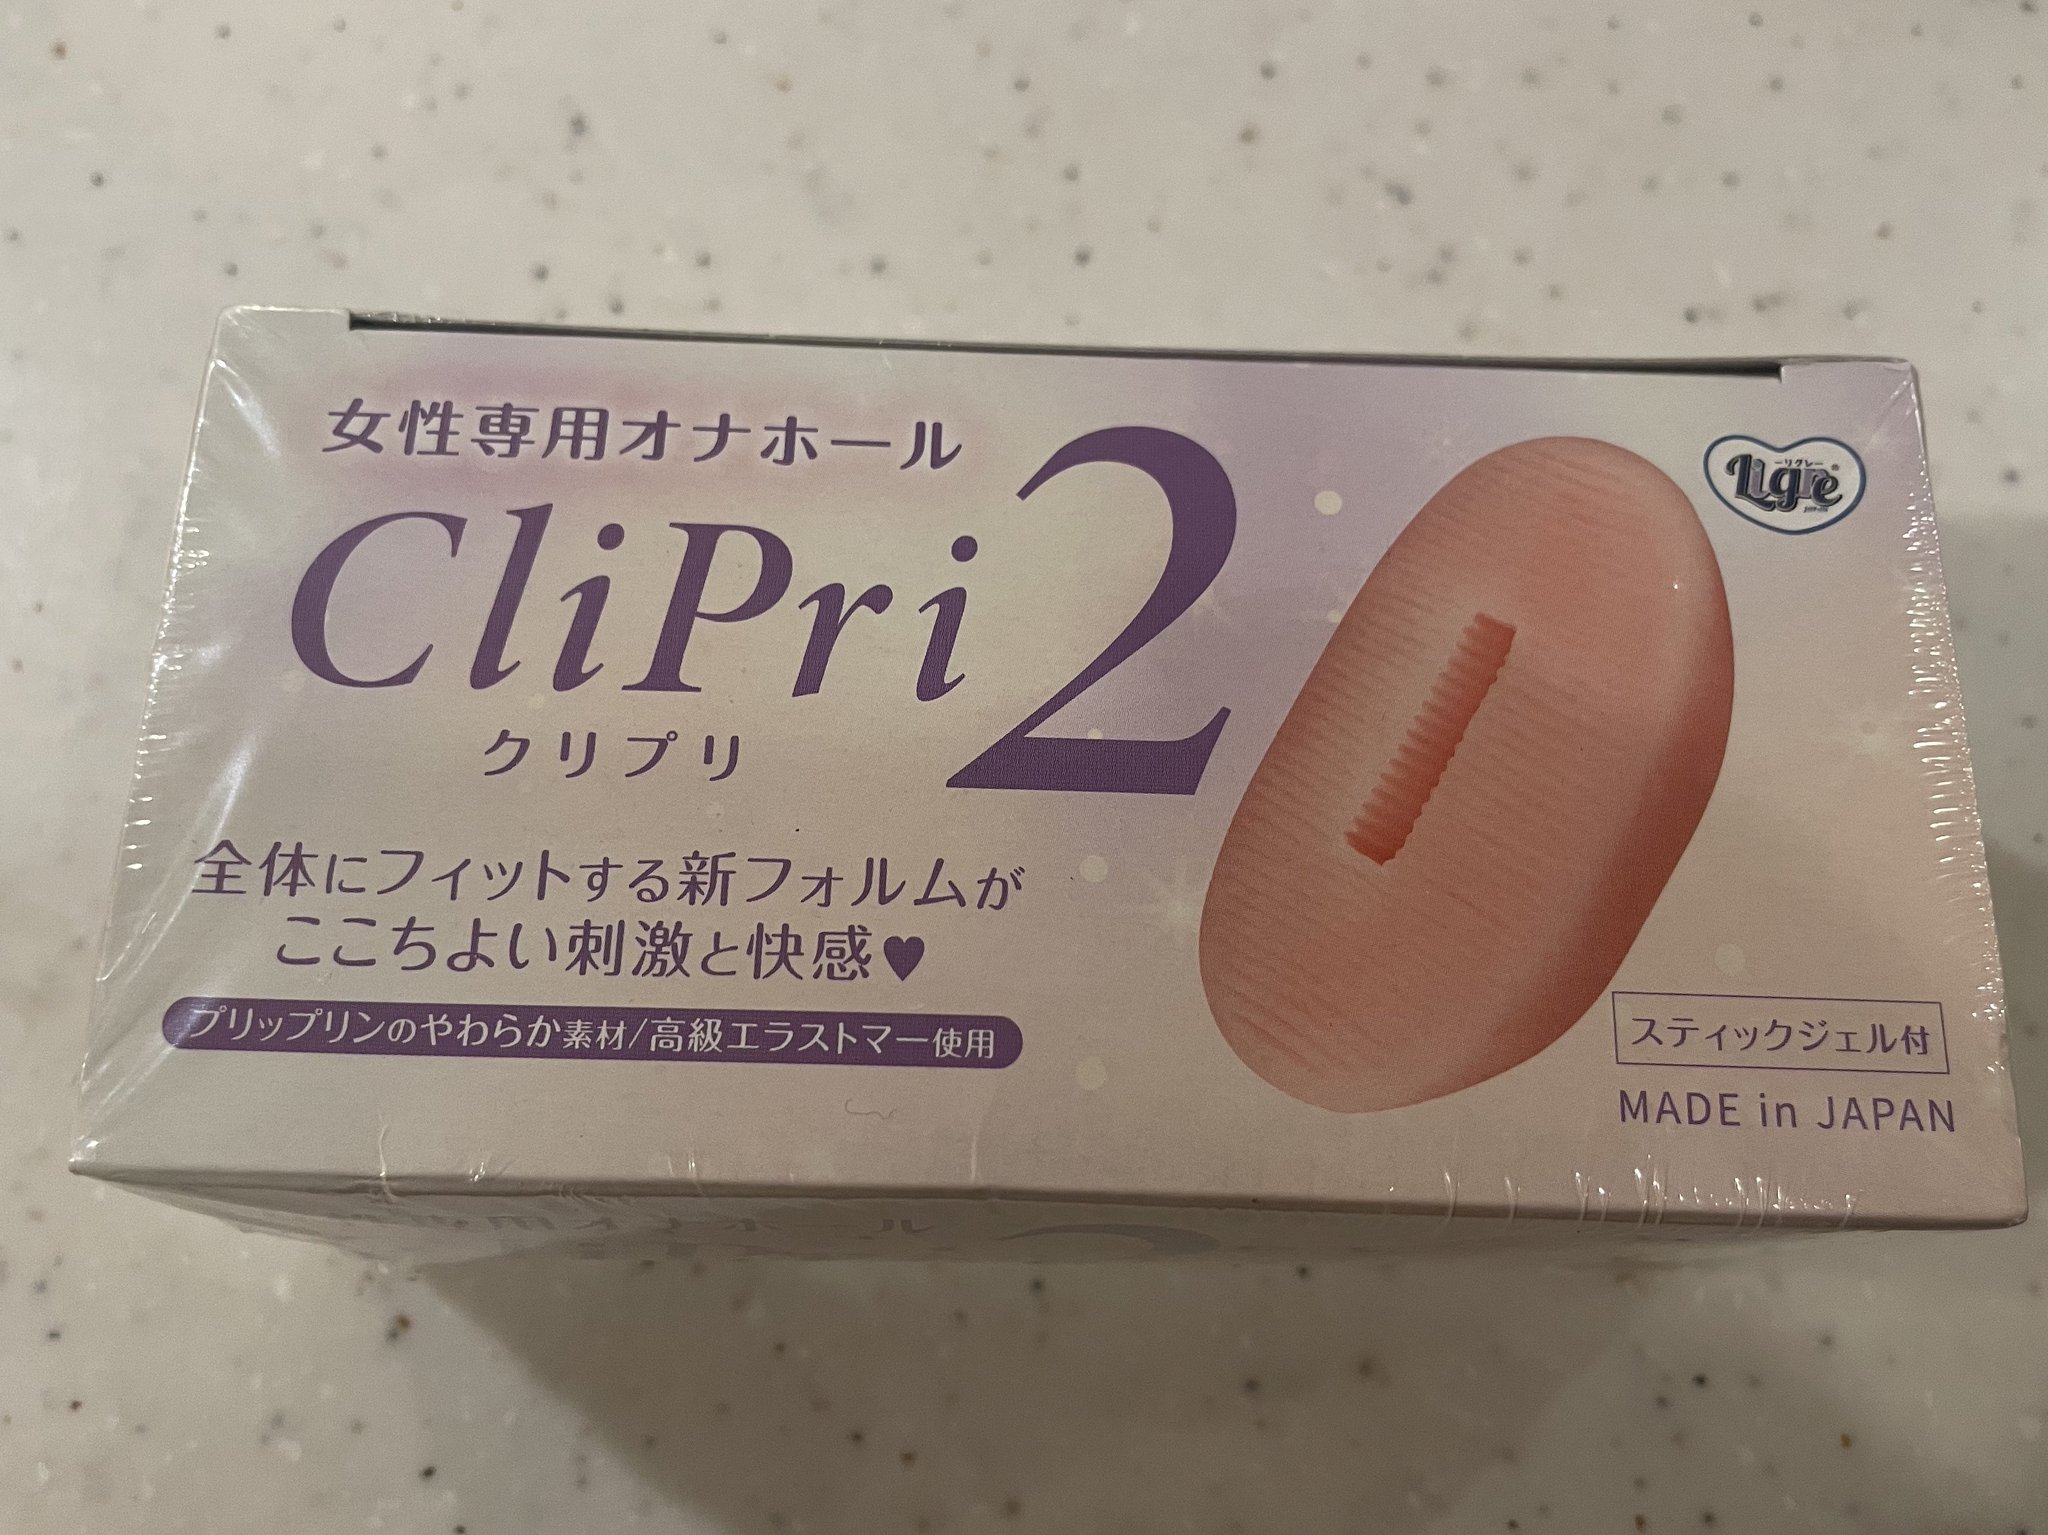 女性専用オナホール
CliPri2
クリプリ
全体にフィットする新フォルムが
ここちよい刺激と快感♥
プリップリンのやわらか素材/高級エラストマー使用
ーリグレー
Ligre®
スティックジェル付
MADE in JAPAN